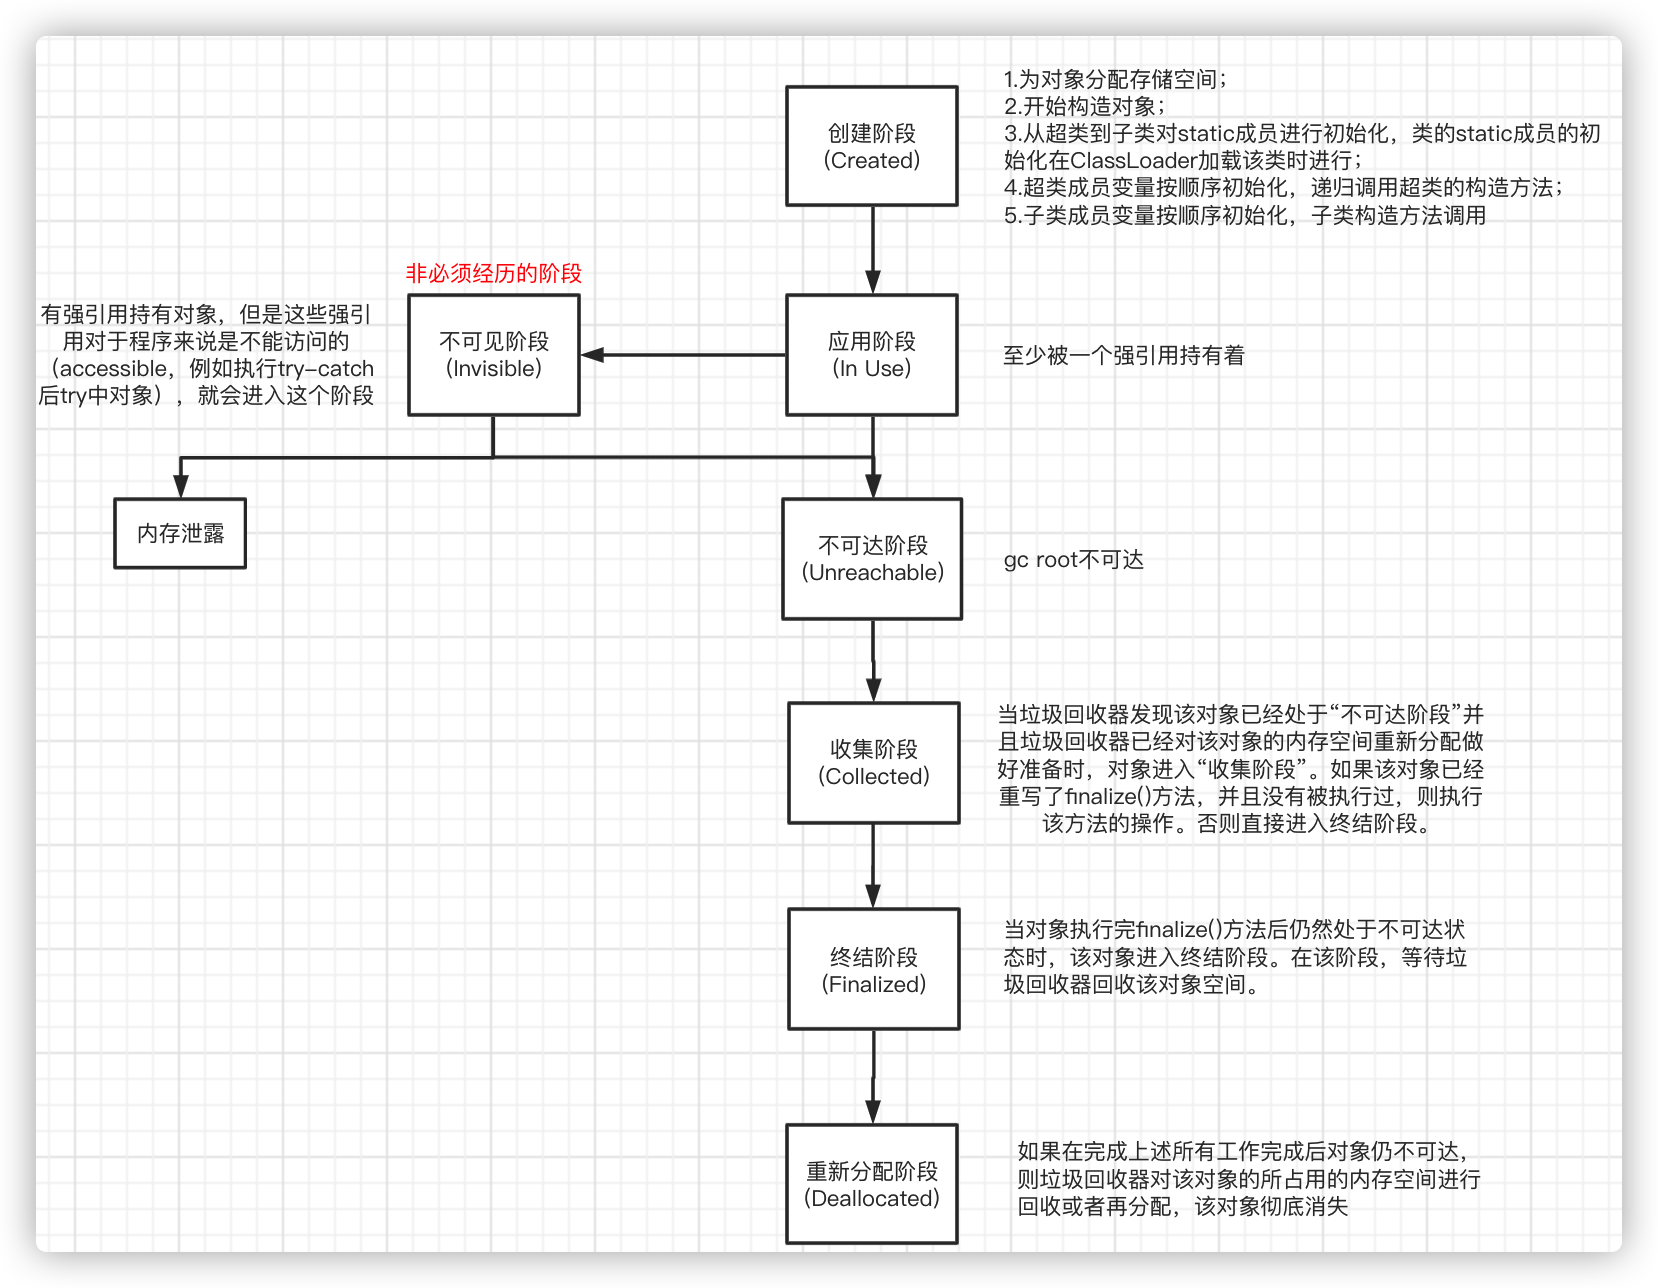 创建阶段
(Created)
1.为对象分配存储空间；
2.开始构造对象；
3.从超类到子类对static成员进行初始化，类的static成员的初
始化在ClassLoader加载该类时进行；
4.超类成员变量按顺序初始化，递归调用超类的构造方法；
5.子类成员变量按顺序初始化，子类构造方法调用
非必须经历的阶段
有强引用持有对象，但是这些强引
用对于程序来说是不能访问的
（accessible，例如执行try-catch
后try中对象），就会进入这个阶段
不可见阶段
(Invisible)
应用阶段
(In Use)
至少被一个强引用持有着
内存泄露
不可达阶段
(Unreachable)
gc root不可达
收集阶段
(Collected)
当垃圾回收器发现该对象已经处于“不可达阶段”并
且垃圾回收器已经对该对象的内存空间重新分配做
好准备时，对象进入“收集阶段”。如果该对象已经
重写了finalize()方法，并且没有被执行过，则执行
该方法的操作。否则直接进入终结阶段。
终结阶段
(Finalized)
当对象执行完finalize()方法后仍然处于不可达状
态时，该对象进入终结阶段。在该阶段，等待垃
圾回收器回收该对象空间。
重新分配阶段
(Deallocated)
如果在完成上述所有工作完成后对象仍不可达，
则垃圾回收器对该对象的所占用的内存空间进行
回收或者再分配，该对象彻底消失